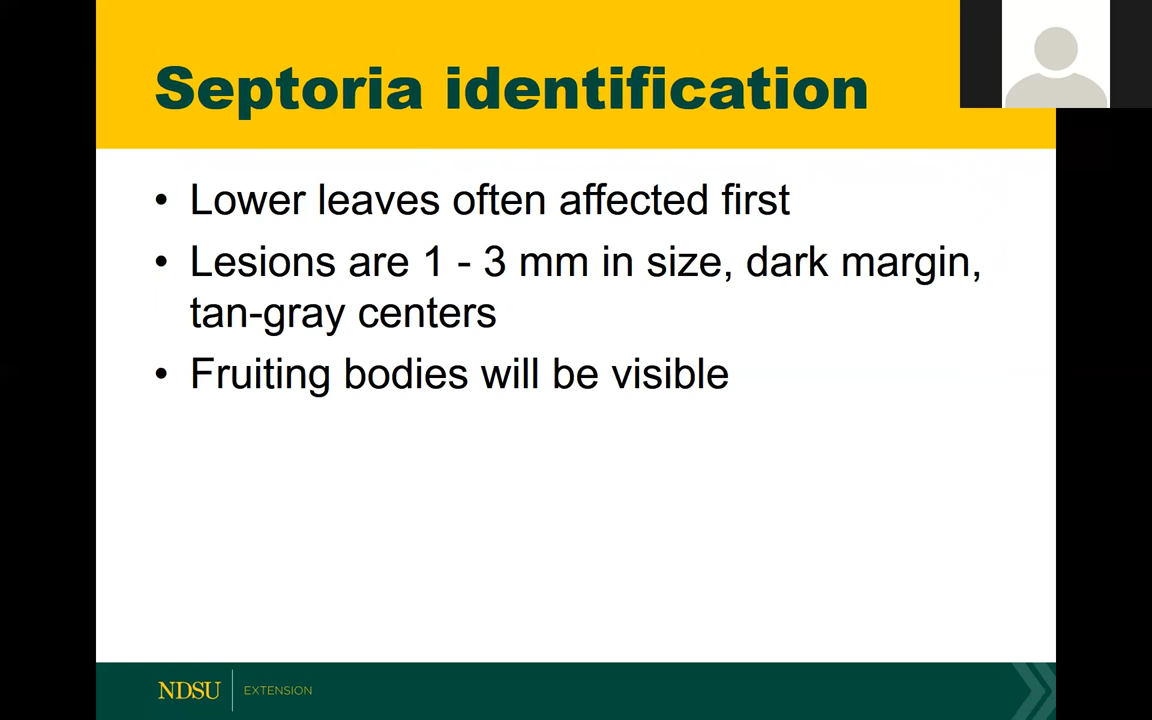 Septoria identification
• Lower leaves often affected first
• Lesions are 1 - 3 mm in size, dark margin,
tan-gray centers
• Fruiting bodies will be visible
NDSU EXTENSION